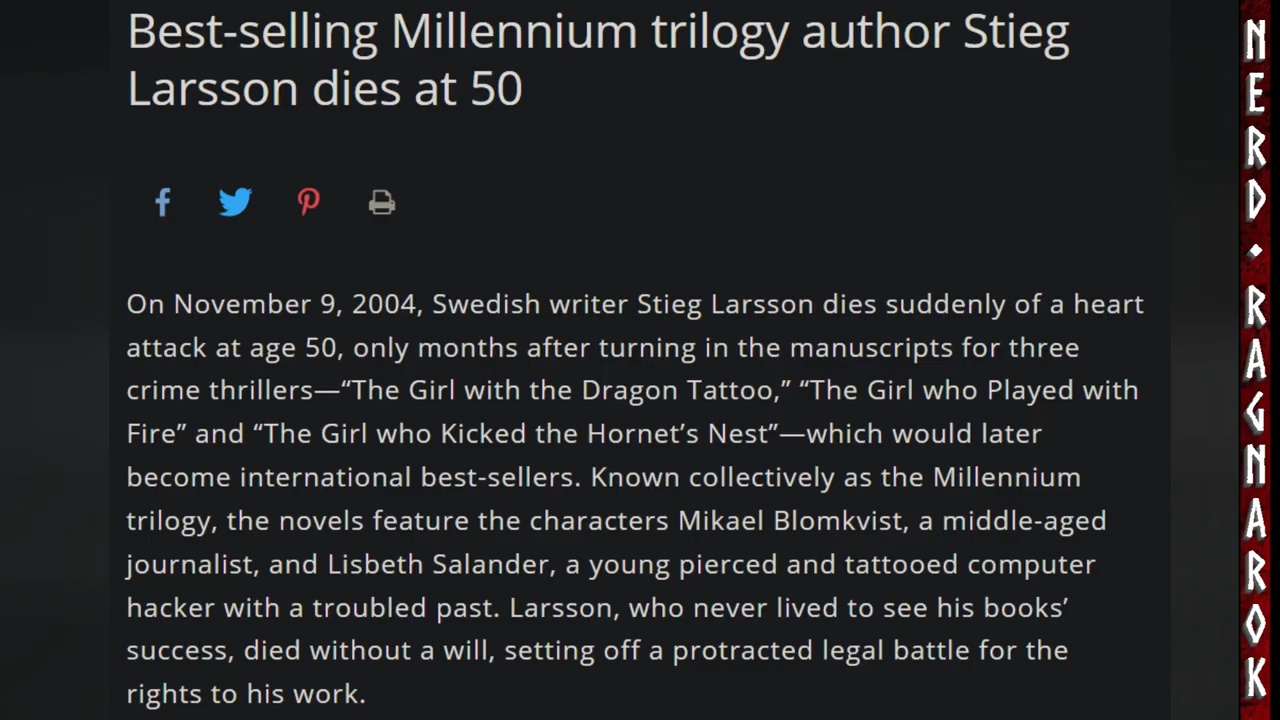 Best-selling Millennium trilogy author Stieg
Larsson dies at 50
On November 9, 2004, Swedish writer Stieg Larsson dies suddenly of a heart
attack at age 50, only months after turning in the manuscripts for three
crime thrillers—“The Girl with the Dragon Tattoo,” “The Girl who Played with
Fire” and “The Girl who Kicked the Hornet’s Nest”—which would later
become international best-sellers. Known collectively as the Millennium
trilogy, the novels feature the characters Mikael Blomkvist, a middle-aged
journalist, and Lisbeth Salander, a young pierced and tattooed computer
hacker with a troubled past. Larsson, who never lived to see his books’
success, died without a will, setting off a protracted legal battle for the
rights to his work.
NERD • RAGNAROK